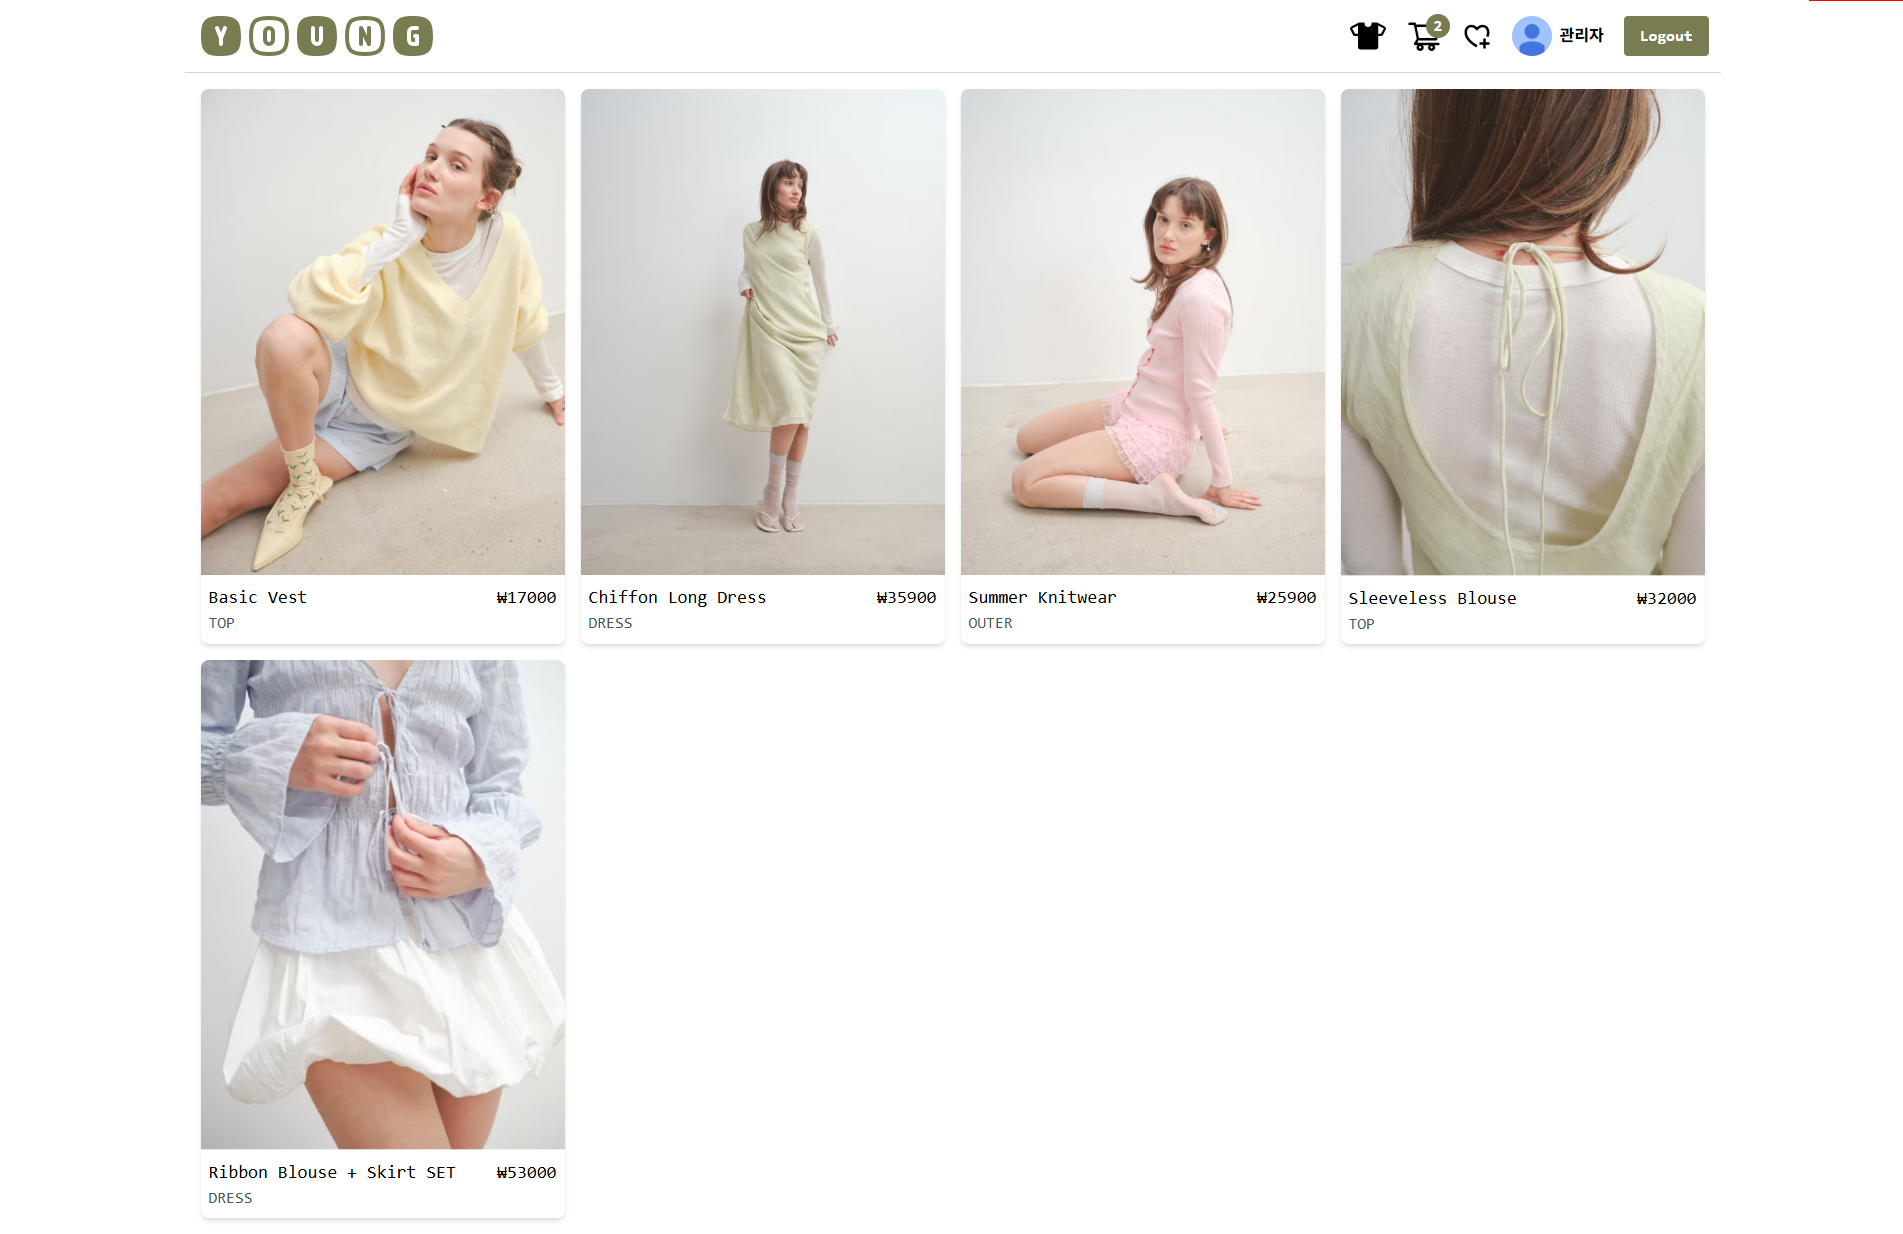 YOUNG
2
관리자
Logout
Basic Vest ₩17000
TOP
Chiffon Long Dress ₩35900
DRESS
Summer Knitwear ₩25900
OUTER
Sleeveless Blouse ₩32000
TOP
Ribbon Blouse + Skirt SET ₩53000
DRESS